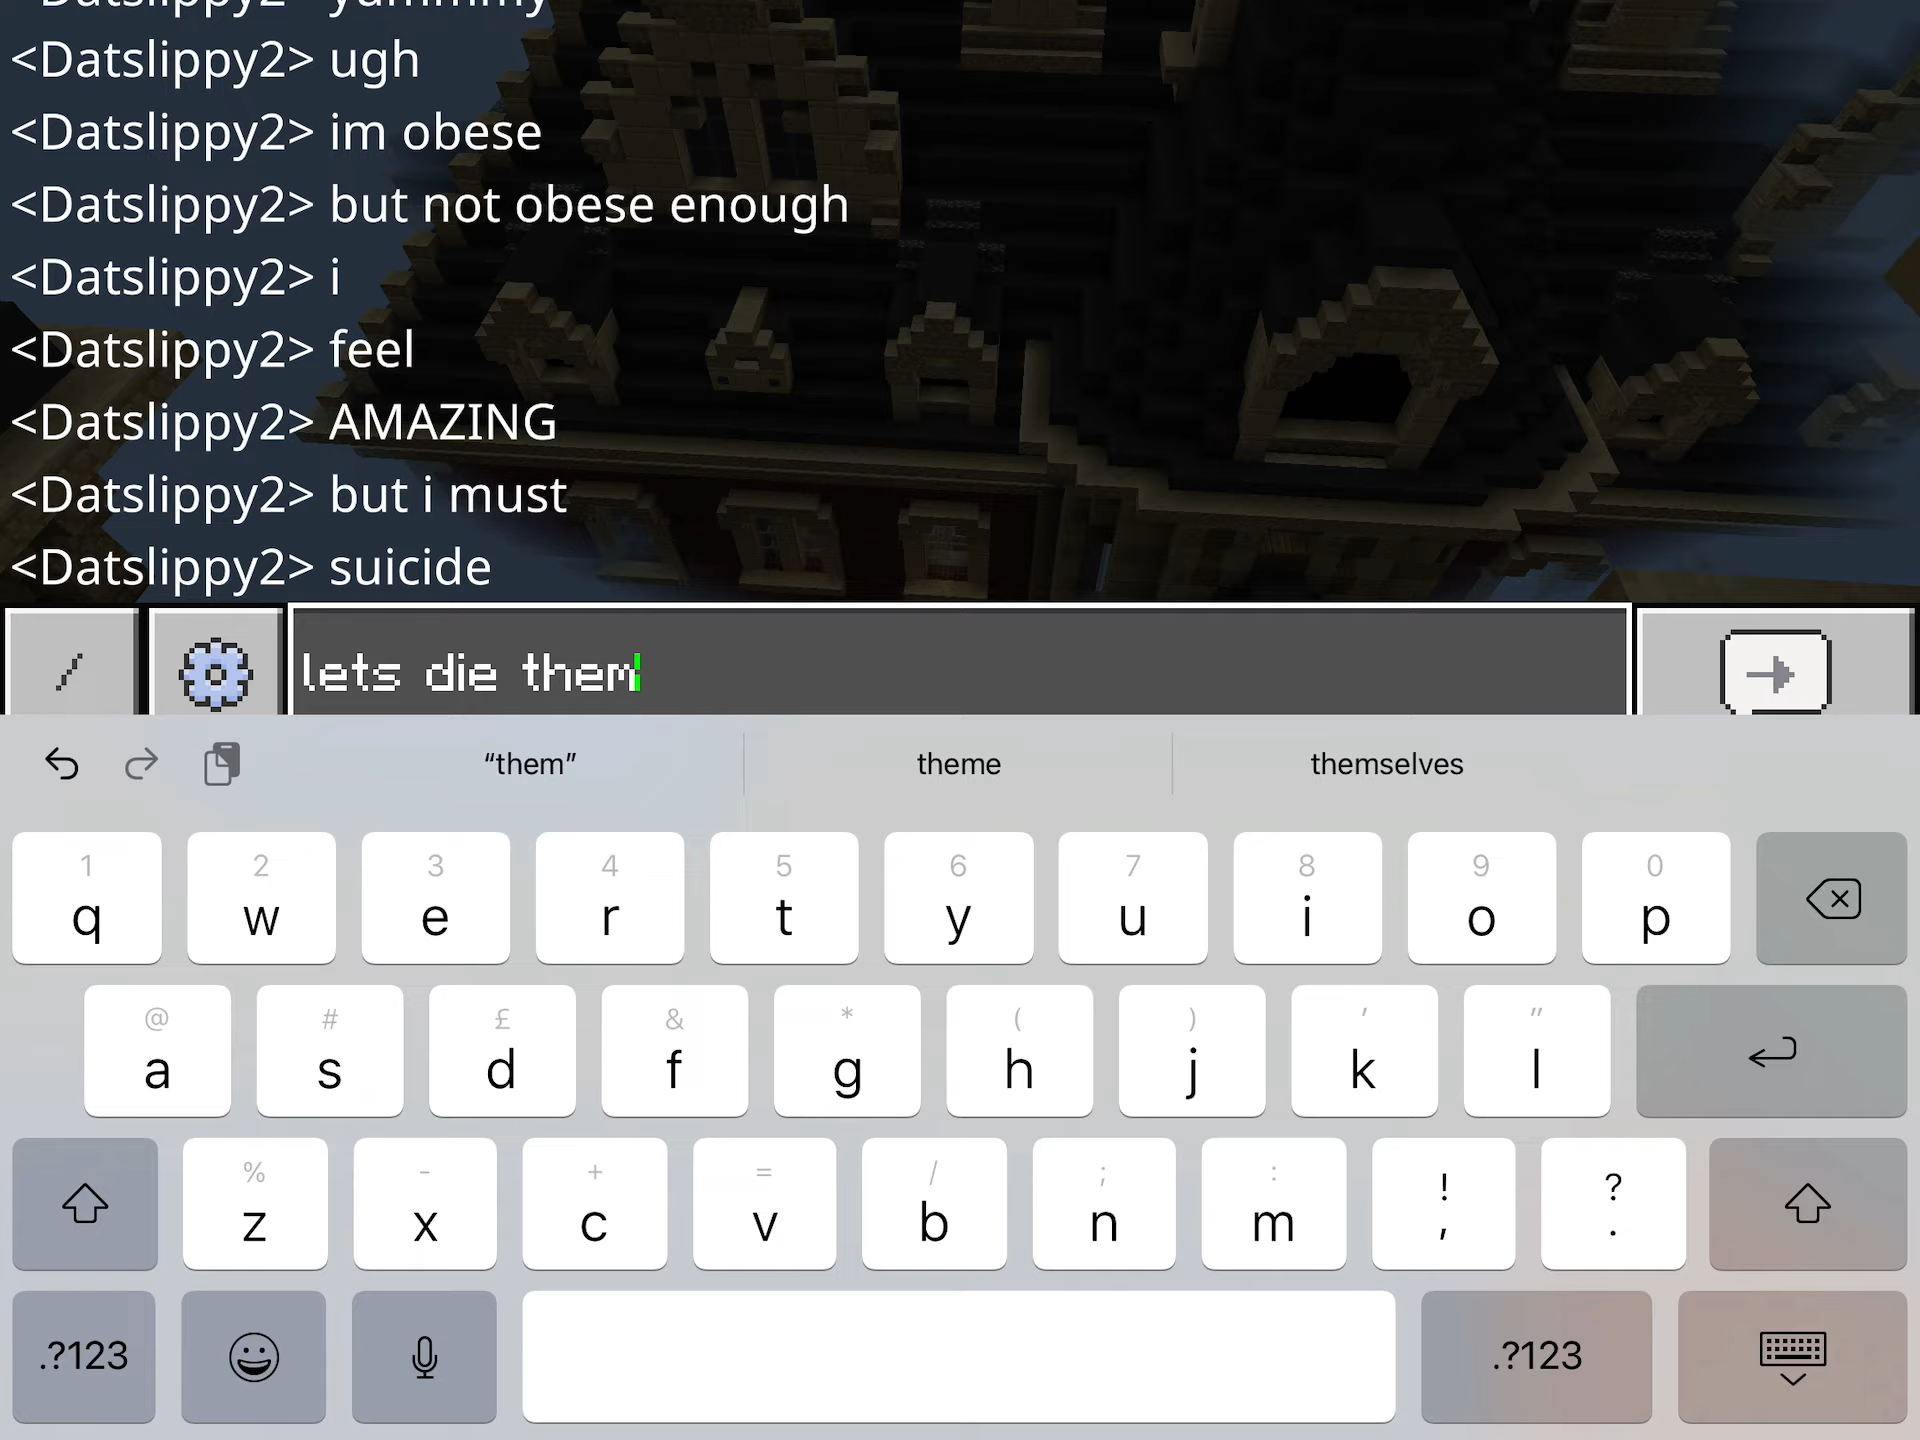 <Datslippy2> yummmy
<Datslippy2> ugh
<Datslippy2> im obese
<Datslippy2> but not obese enough
<Datslippy2> i
<Datslippy2> feel
<Datslippy2> AMAZING
<Datslippy2> but i must
<Datslippy2> suicide
/
lets die them
“them” theme themselves
1 2 3 4 5 6 7 8 9 0
q w e r t y u i o p
@ # £ & * ( ) ' "
a s d f g h j k l
% - + = / ; : ! ?
z x c v b n m , .
.?123 .?123